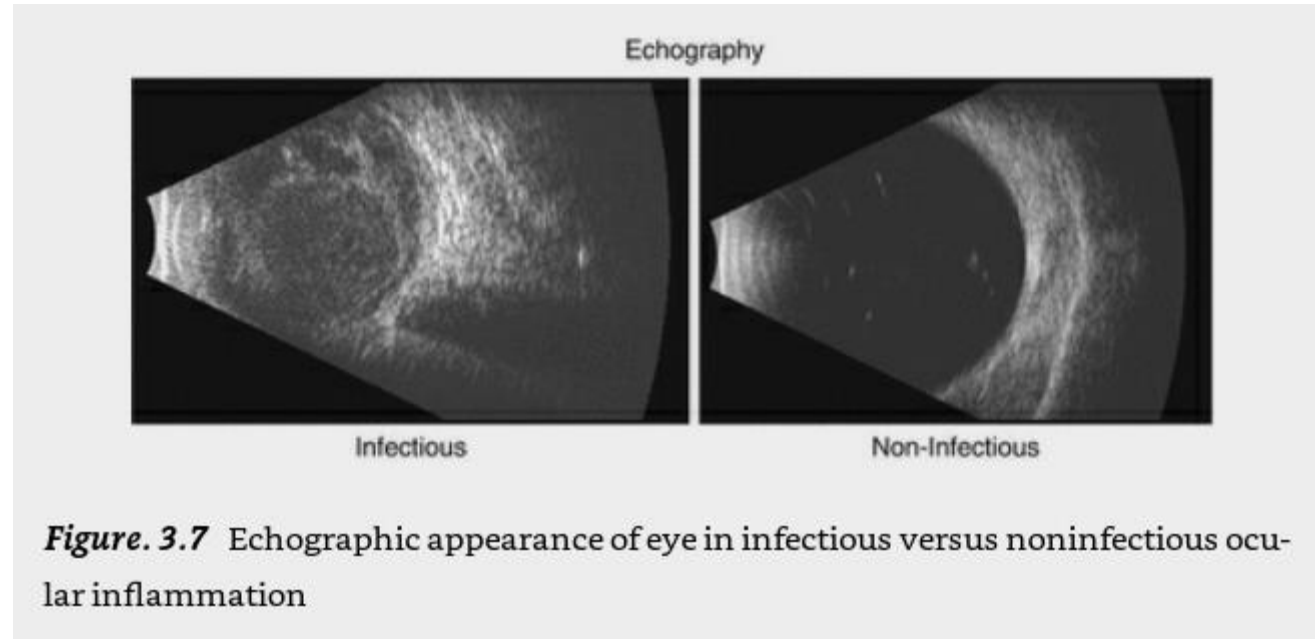 Echography
Infectious
Non-Infectious
Figure. 3.7 Echographic appearance of eye in infectious versus noninfectious ocu-
lar inflammation